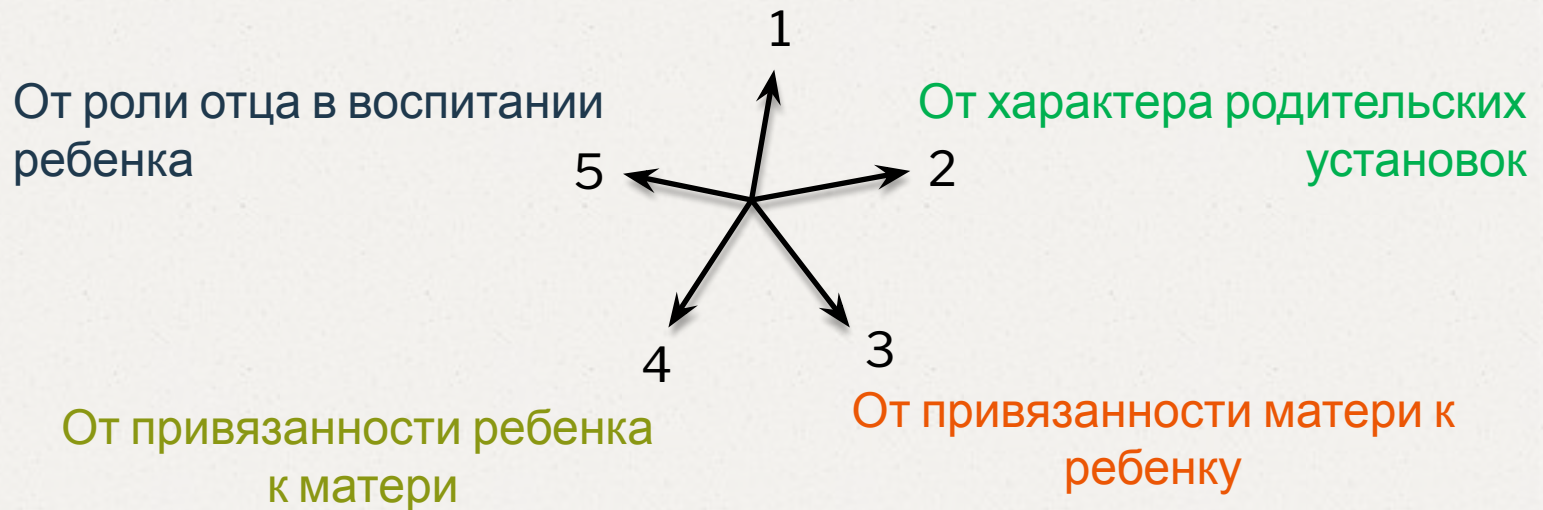 1
От роли отца в воспитании
ребенка
5
2
От характера родительских
установок
4
3
От привязанности ребенка
к матери
От привязанности матери к
ребенку